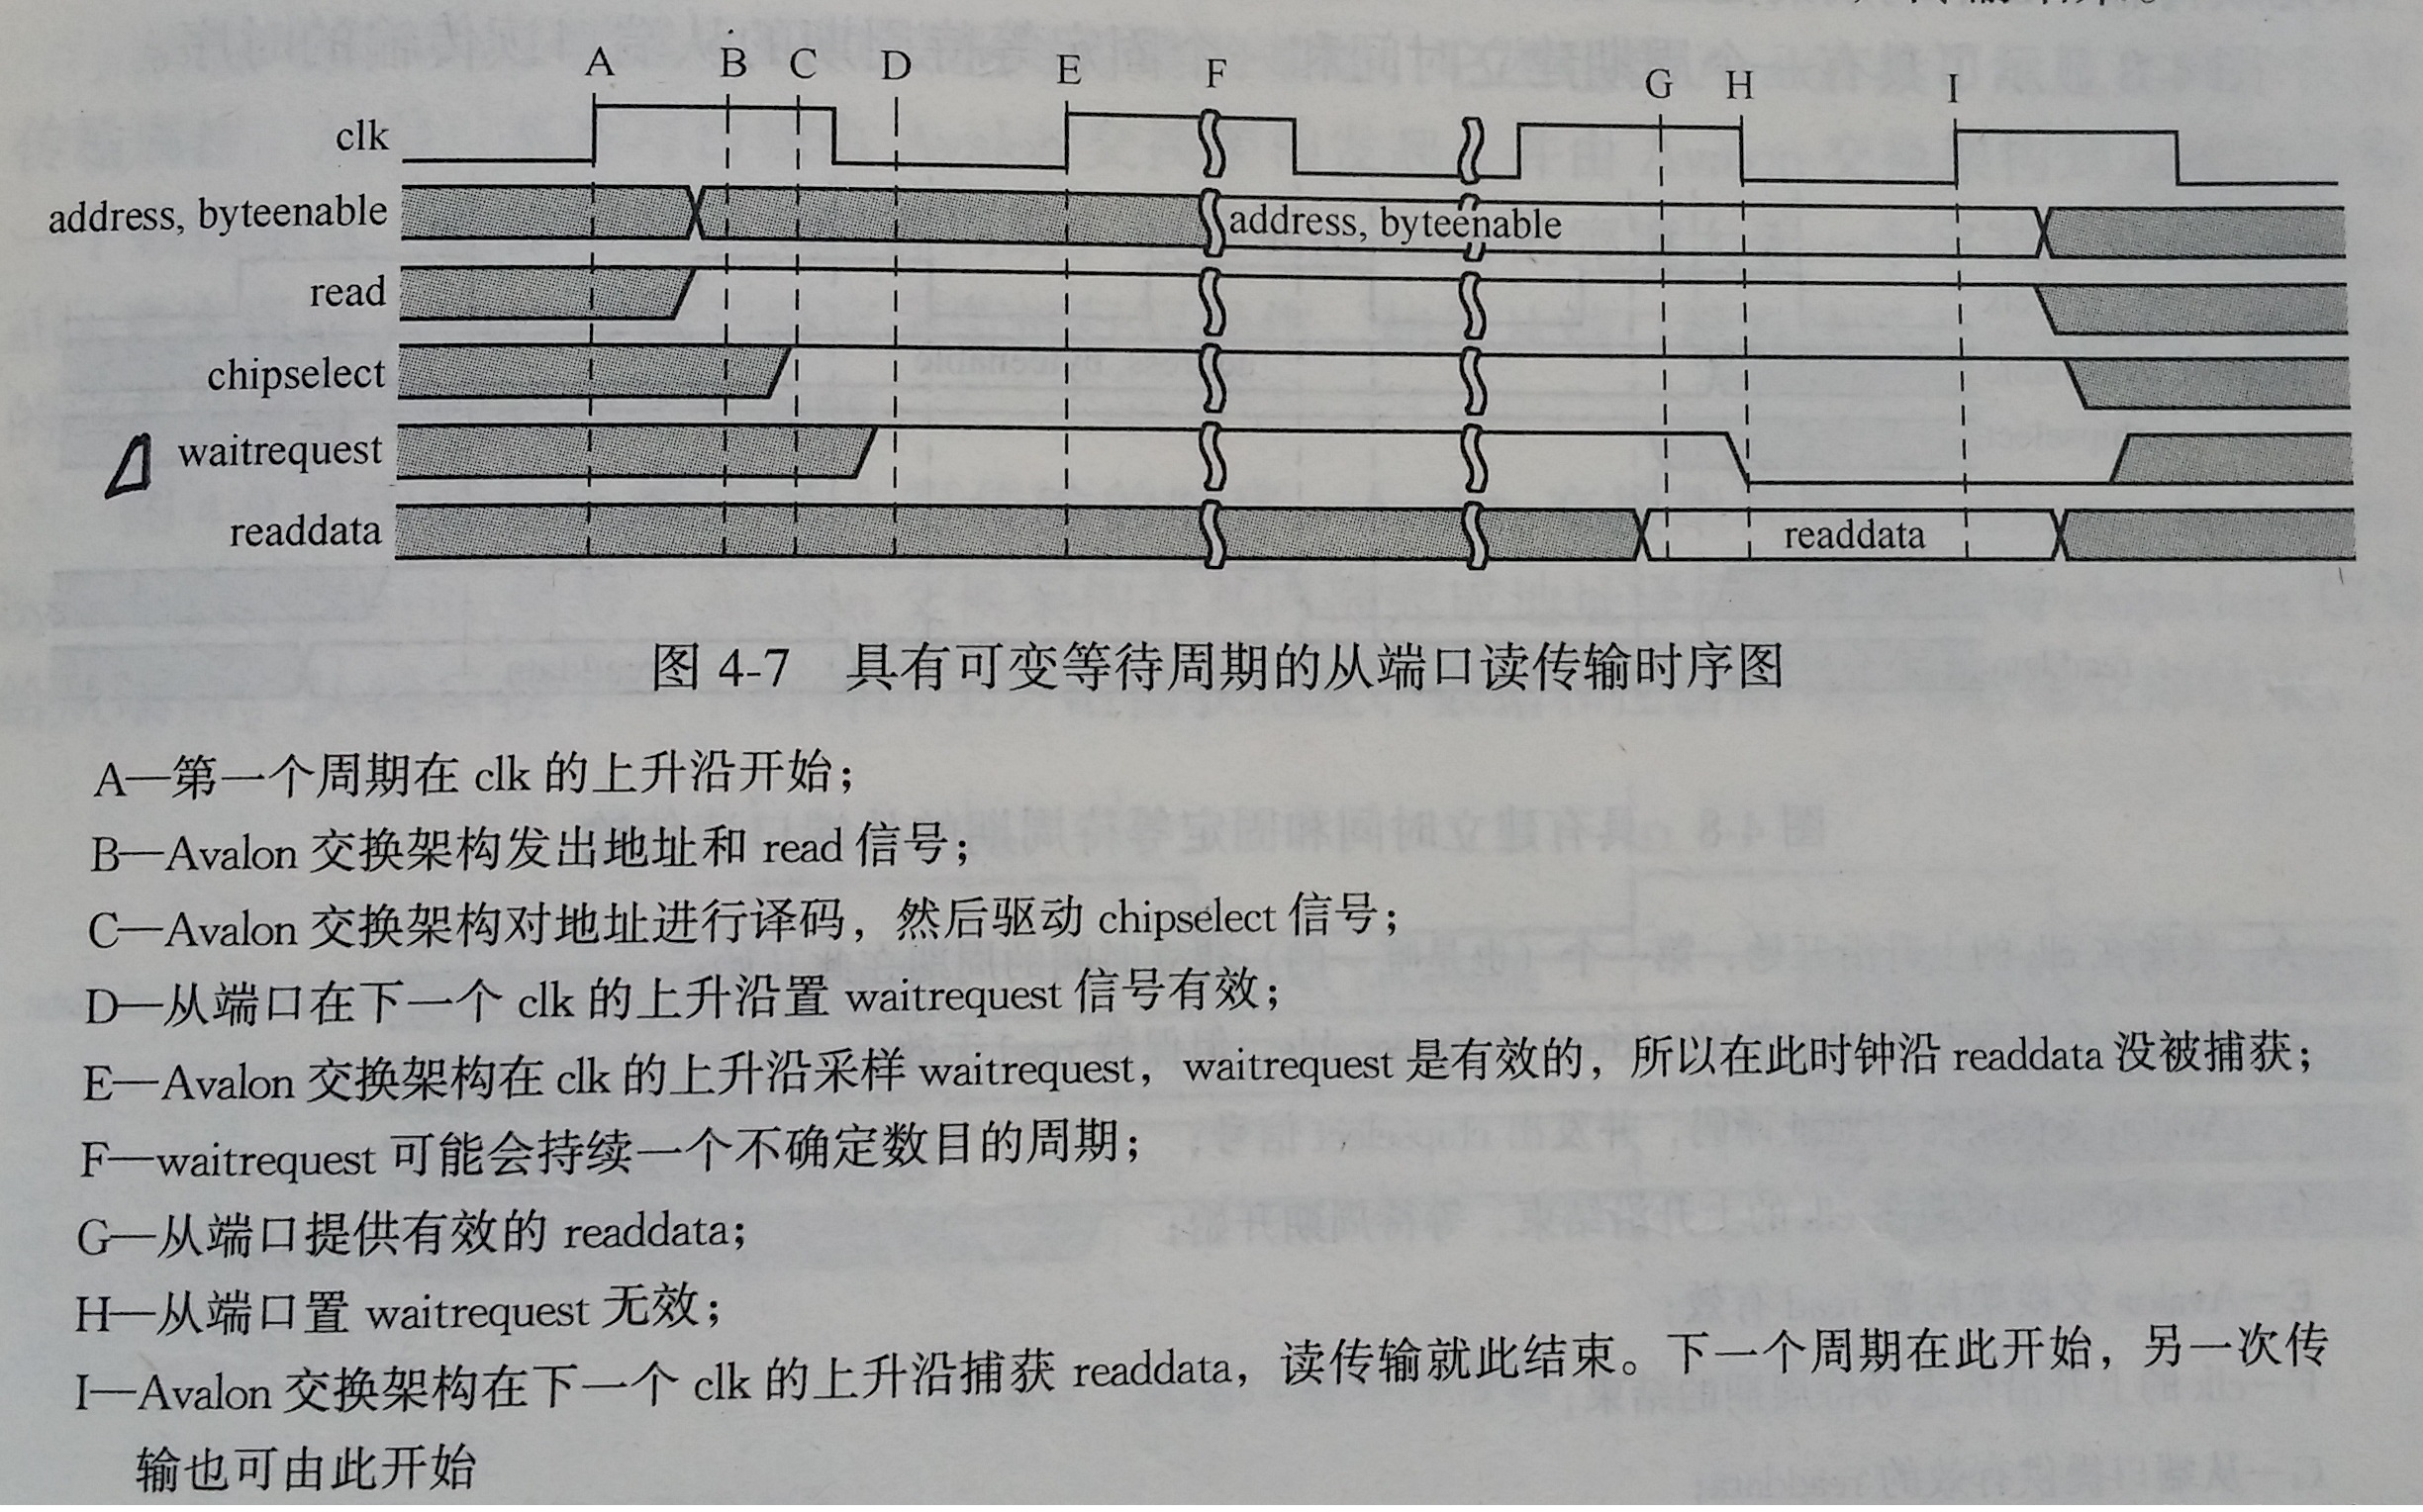 A B C D E F G H I
clk
address, byteenable address, byteenable
read
chipselect
waitrequest
readdata readdata
图 4-7 具有可变等待周期的从端口读传输时序图
A—第一个周期在 clk 的上升沿开始；
B—Avalon 交换架构发出地址和 read 信号；
C—Avalon 交换架构对地址进行译码，然后驱动 chipselect 信号；
D—从端口在下一个 clk 的上升沿置 waitrequest 信号有效；
E—Avalon 交换架构在 clk 的上升沿采样 waitrequest，waitrequest 是有效的，所以在此时钟沿 readdata 没被捕获；
F—waitrequest 可能会持续一个不确定数目的周期；
G—从端口提供有效的 readdata；
H—从端口置 waitrequest 无效；
I—Avalon 交换架构在下一个 clk 的上升沿捕获 readdata，读传输就此结束。下一个周期在此开始，另一次传
输也可由此开始